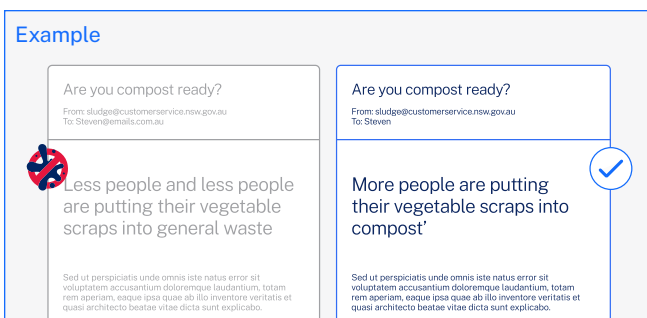 Example
Are you compost ready?
From: sludge@customerservice.nsw.gov.au
To: Steven@emails.com.au
Less people and less people
are putting their vegetable
scraps into general waste
Sed ut perspiciatis unde omnis iste natus error sit
voluptatem accusantium doloremque laudantium, totam
rem aperiam, eaque ipsa quae ab illo inventore veritatis et
quasi architecto beatae vitae dicta sunt explicabo.
Are you compost ready?
From: sludge@customerservice.nsw.gov.au
To: Steven
More people are putting
their vegetable scraps into
compost’
Sed ut perspiciatis unde omnis iste natus error sit
voluptatem accusantium doloremque laudantium, totam
rem aperiam, eaque ipsa quae ab illo inventore veritatis et
quasi architecto beatae vitae dicta sunt explicabo.